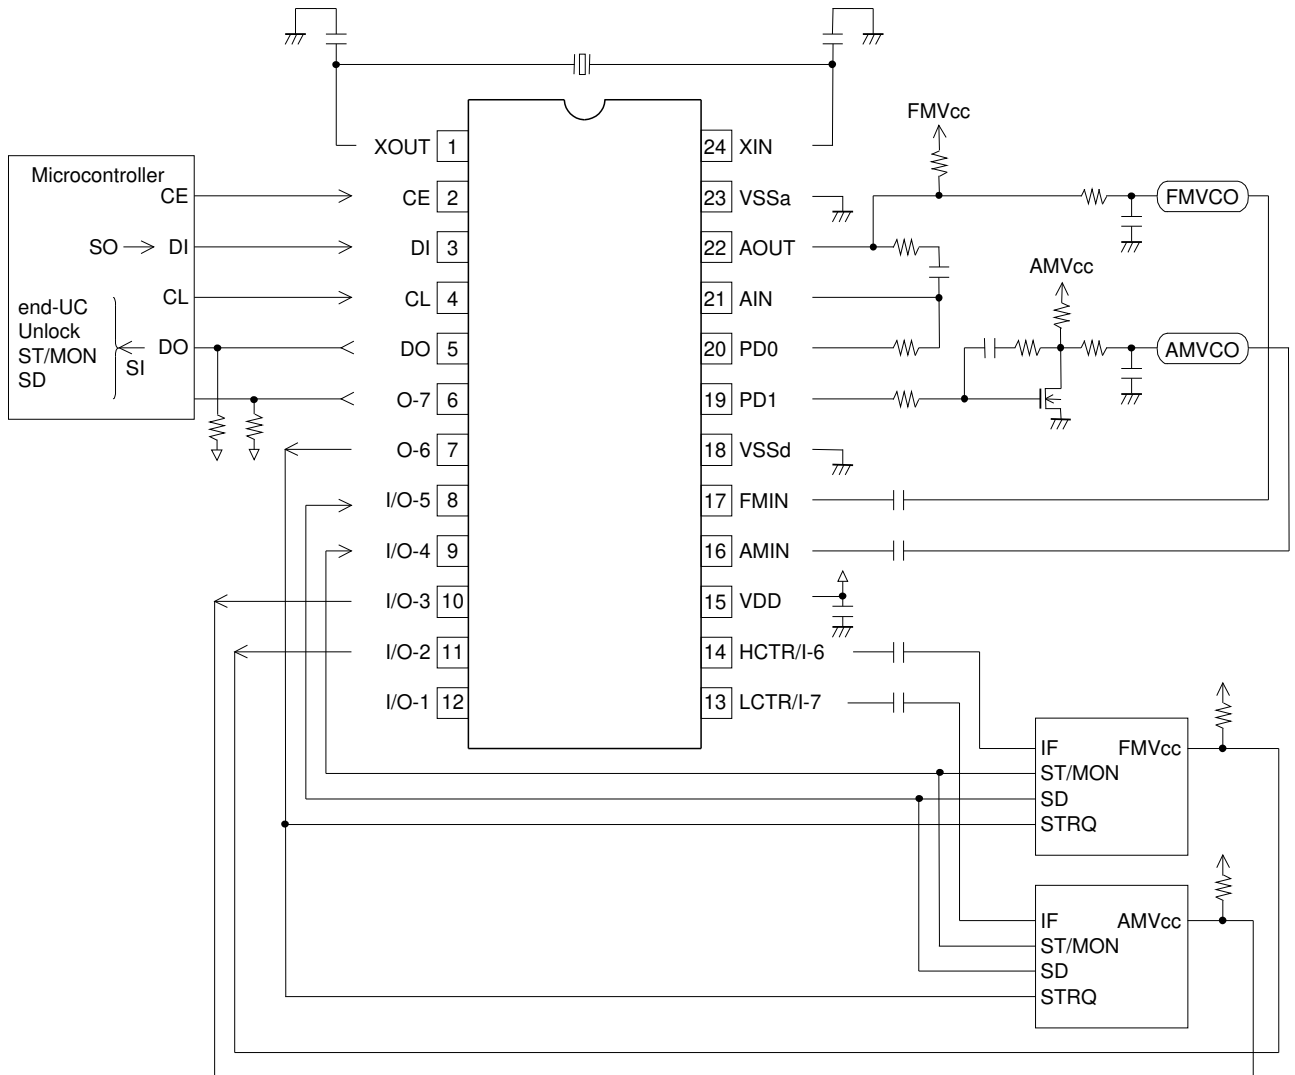 Microcontroller
CE
SO DI
CL
end-UC
Unlock
ST/MON
SD
SI
DO
XOUT 1
CE 2
DI 3
CL 4
DO 5
O-7 6
O-6 7
I/O-5 8
I/O-4 9
I/O-3 10
I/O-2 11
I/O-1 12
24 XIN
23 VSSa
22 AOUT
21 AIN
20 PD0
19 PD1
18 VSSd
17 FMIN
16 AMIN
15 VDD
14 HCTR/I-6
13 LCTR/I-7
FMVcc
FMVCO
AMVcc
AMVCO
IF FMVcc
ST/MON
SD
STRQ
IF AMVcc
ST/MON
SD
STRQ